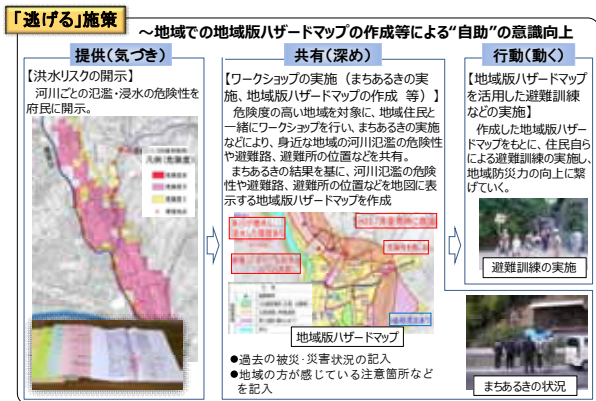 「逃げる」施策
～地域での地域版ハザードマップの作成等による“自助”の意識向上
提供（気づき）
【洪水リスクの開示】
河川ごとの氾濫・浸水の危険性を
府民に開示。
共有（深め）
【ワークショップの実施（まちあるきの実
施、地域版ハザードマップの作成 等）】
危険度の高い地域を対象に、地域住民と
一緒にワークショップを行い、まちあるきの実施
などにより、身近な地域の河川氾濫の危険性
や避難路、避難所の位置などを共有。
まちあるきの結果を基に、河川氾濫の危険
性や避難路、避難所の位置などを地図に表
示する地域版ハザードマップを作成
地域版ハザードマップ
●過去の被災・災害状況の記入
●地域の方が感じている注意箇所など
を記入
行動（動く）
【地域版ハザードマップ
を活用した避難訓練
などの実施】
作成した地域版ハザー
ドマップをもとに、住民自
らによる避難訓練の実施し、
地域防災力の向上に繋
げていく。
避難訓練の実施
まちあるきの状況